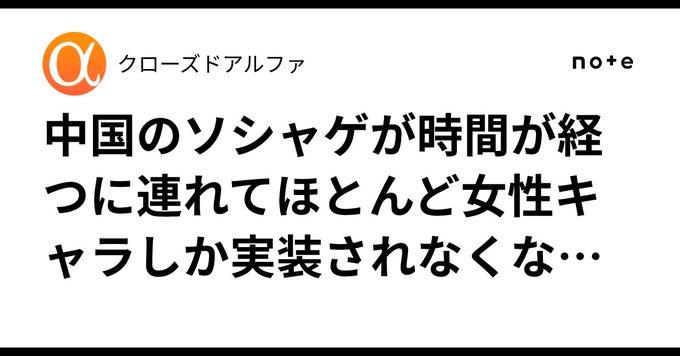 α
クローズドアルファ
note
中国のソシャゲが時間が経
つに連れてほとんど女性キ
ャラしか実装されなくな…